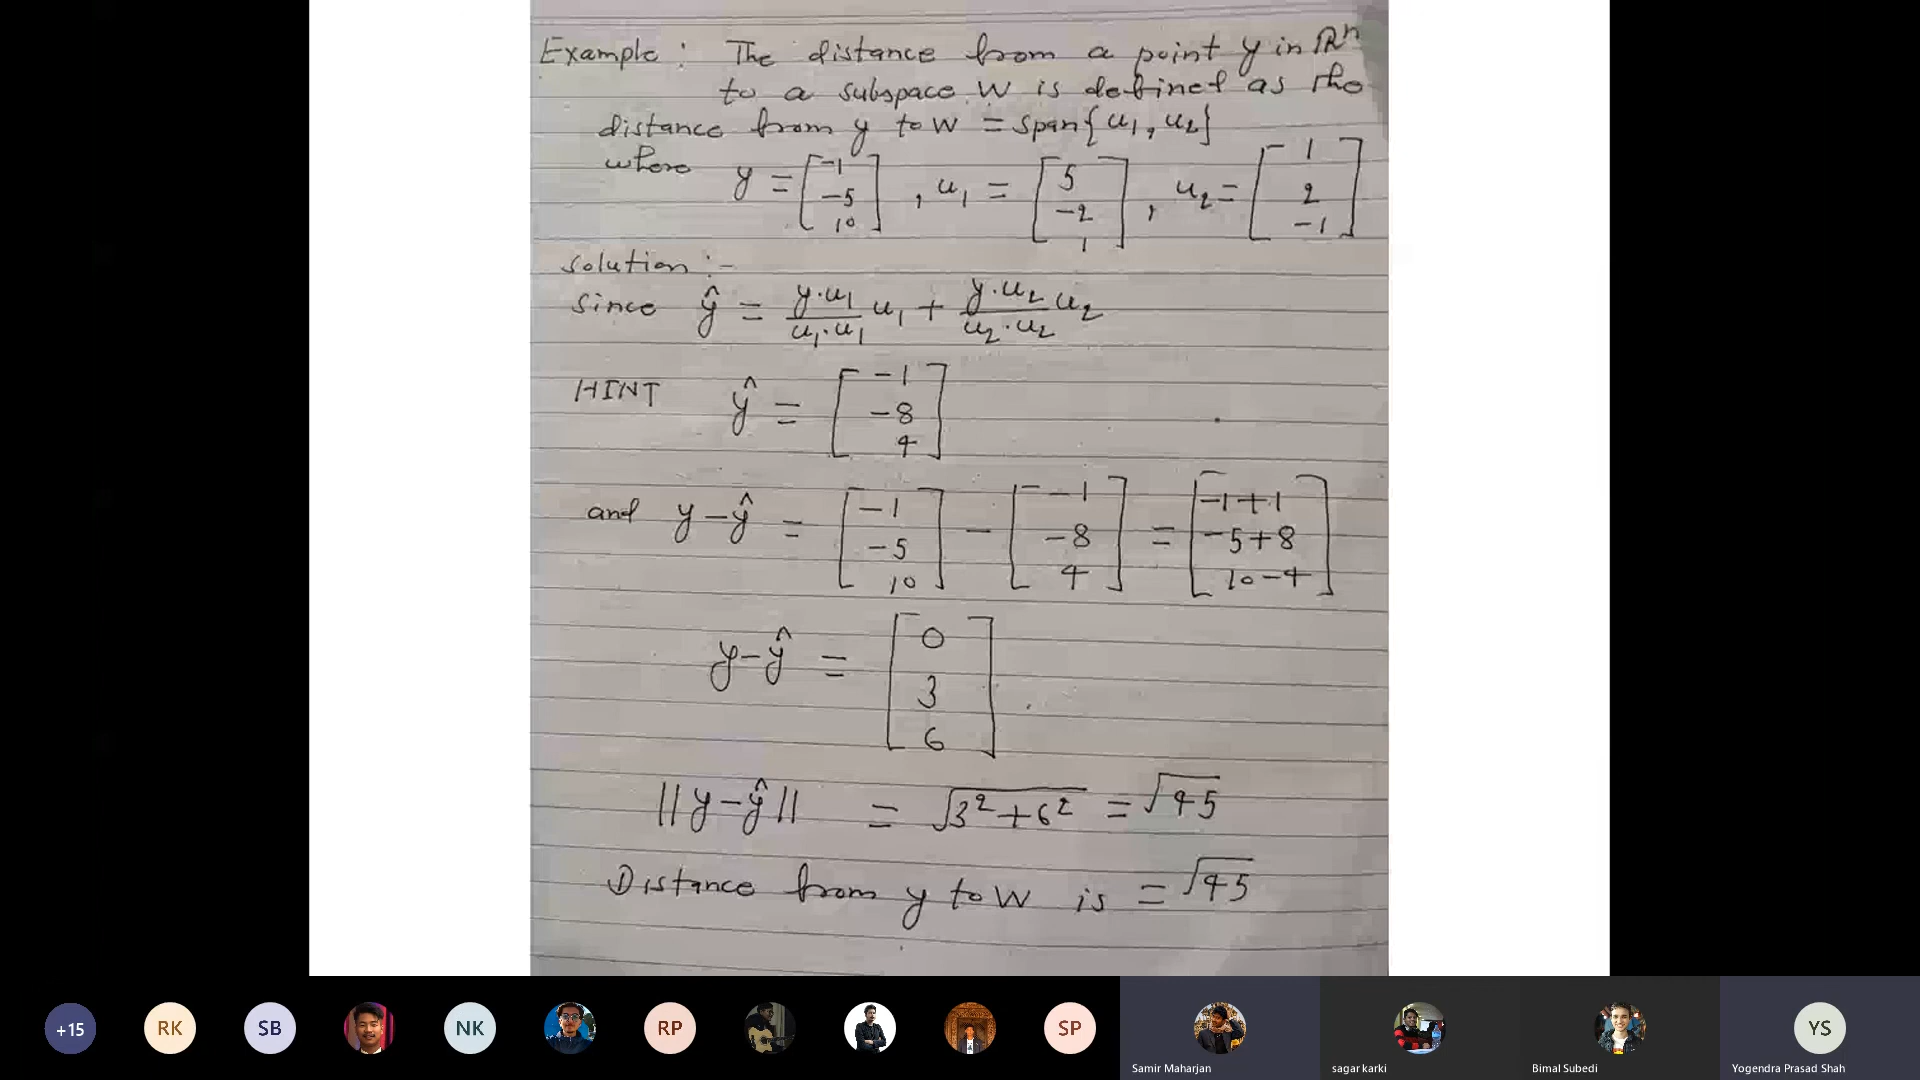 Example: The distance from a point y in ℝⁿ
to a subspace W is defined as the
distance from y to W = span{u₁, u₂}
where y = [-1 -5 10], u₁ = [5 -2 1], u₂ = [1 2 -1]
Solution :-
Since ŷ = y·u₁/u₁·u₁ u₁ + y·u₂/u₂·u₂ u₂
HINT ŷ = [-1 -8 4]
and y-ŷ = [-1 -5 10] - [-1 -8 4] = [-1+1 -5+8 10-4]
y-ŷ = [0 3 6]
||y-ŷ|| = √3²+6² = √45
Distance from y to W is = √45
+15 RK SB NK RP SP YS
Samir Maharjan sagar karki Bimal Subedi Yogendra Prasad Shah